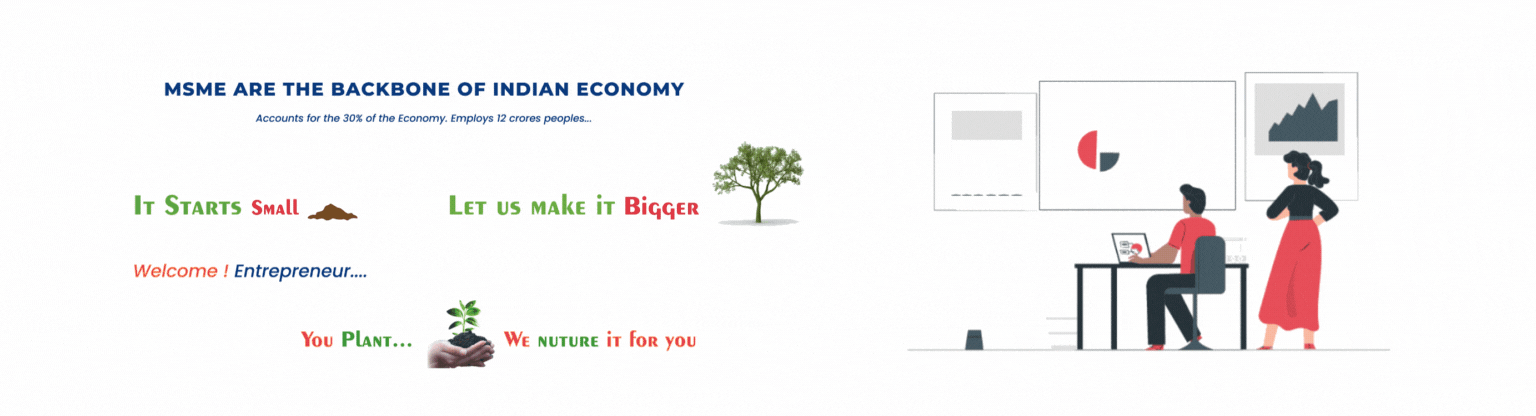 MSME ARE THE BACKBONE OF INDIAN ECONOMY
Accounts for the 30% of the Economy. Employs 12 crores peoples...
It Starts Small
Let us make it Bigger
Welcome ! Entrepreneur....
You Plant...
We nuture it for you